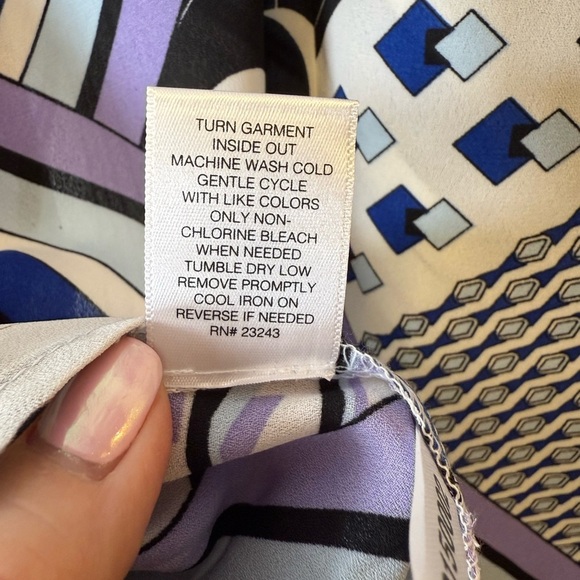 TURN GARMENT
INSIDE OUT
MACHINE WASH COLD
GENTLE CYCLE
WITH LIKE COLORS
ONLY NON-
CHLORINE BLEACH
WHEN NEEDED
TUMBLE DRY LOW
REMOVE PROMPTLY
COOL IRON ON
REVERSE IF NEEDED
RN# 23243